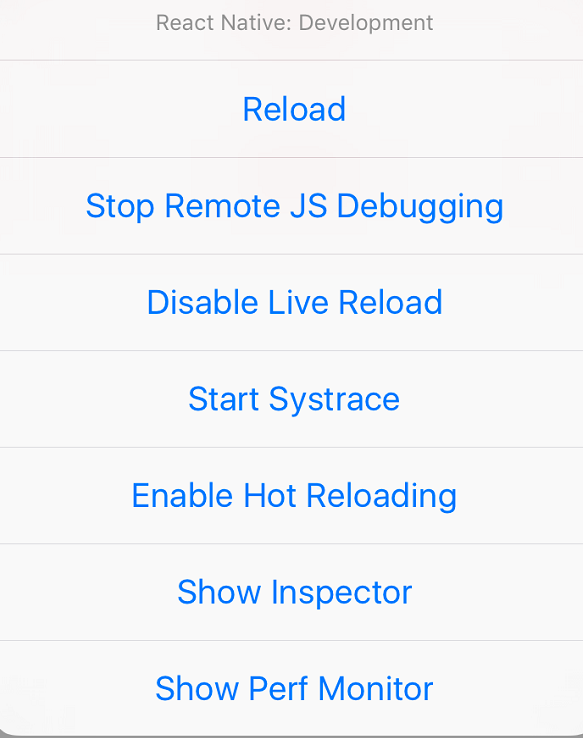 React Native: Development
Reload
Stop Remote JS Debugging
Disable Live Reload
Start Systrace
Enable Hot Reloading
Show Inspector
Show Perf Monitor